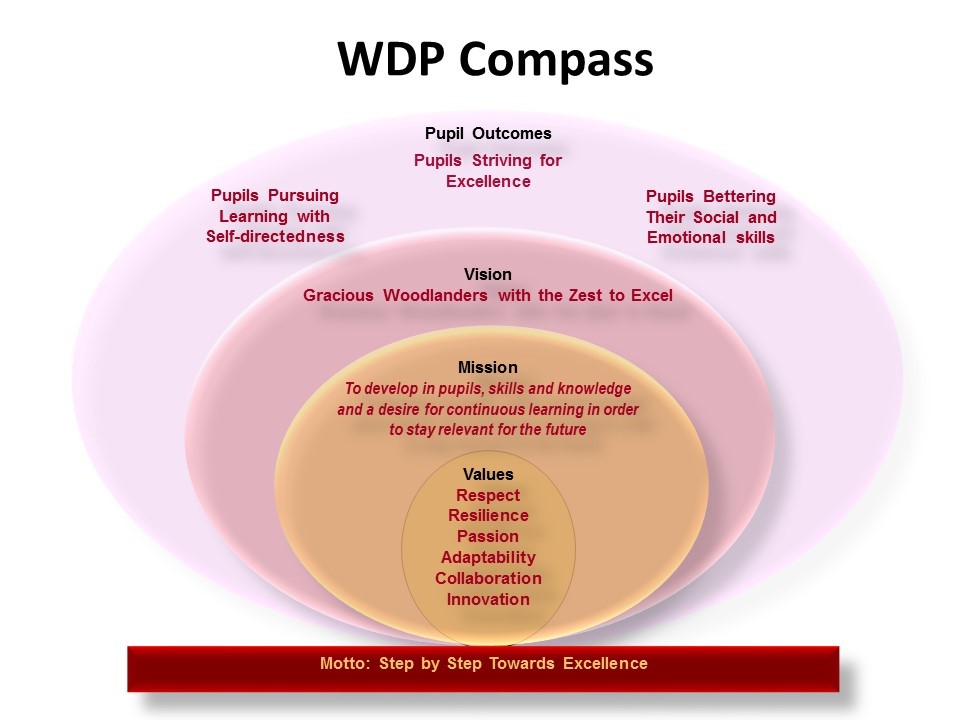 WDP Compass
Pupil Outcomes
Pupils Striving for
Excellence
Pupils Pursuing
Learning with
Self-directedness
Pupils Bettering
Their Social and
Emotional skills
Vision
Gracious Woodlanders with the Zest to Excel
Mission
To develop in pupils, skills and knowledge
and a desire for continuous learning in order
to stay relevant for the future
Values
Respect
Resilience
Passion
Adaptability
Collaboration
Innovation
Motto: Step by Step Towards Excellence